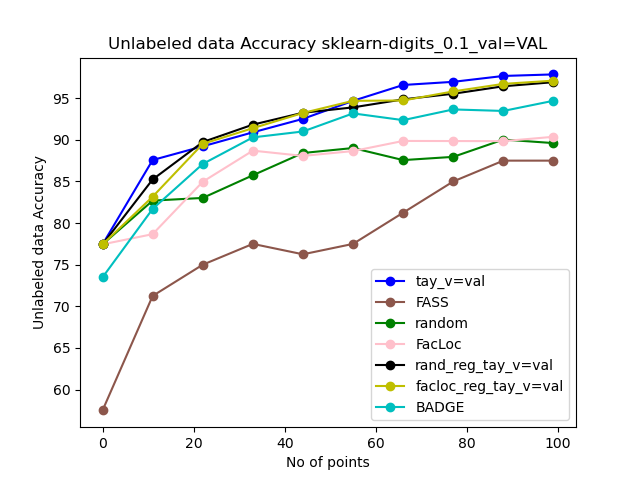 Unlabeled data Accuracy sklearn-digits_0.1_val=VAL
Unlabeled data Accuracy
95
90
85
80
75
70
65
60
0 20 40 60 80 100
No of points
tay_v=val
FASS
random
FacLoc
rand_reg_tay_v=val
facloc_reg_tay_v=val
BADGE